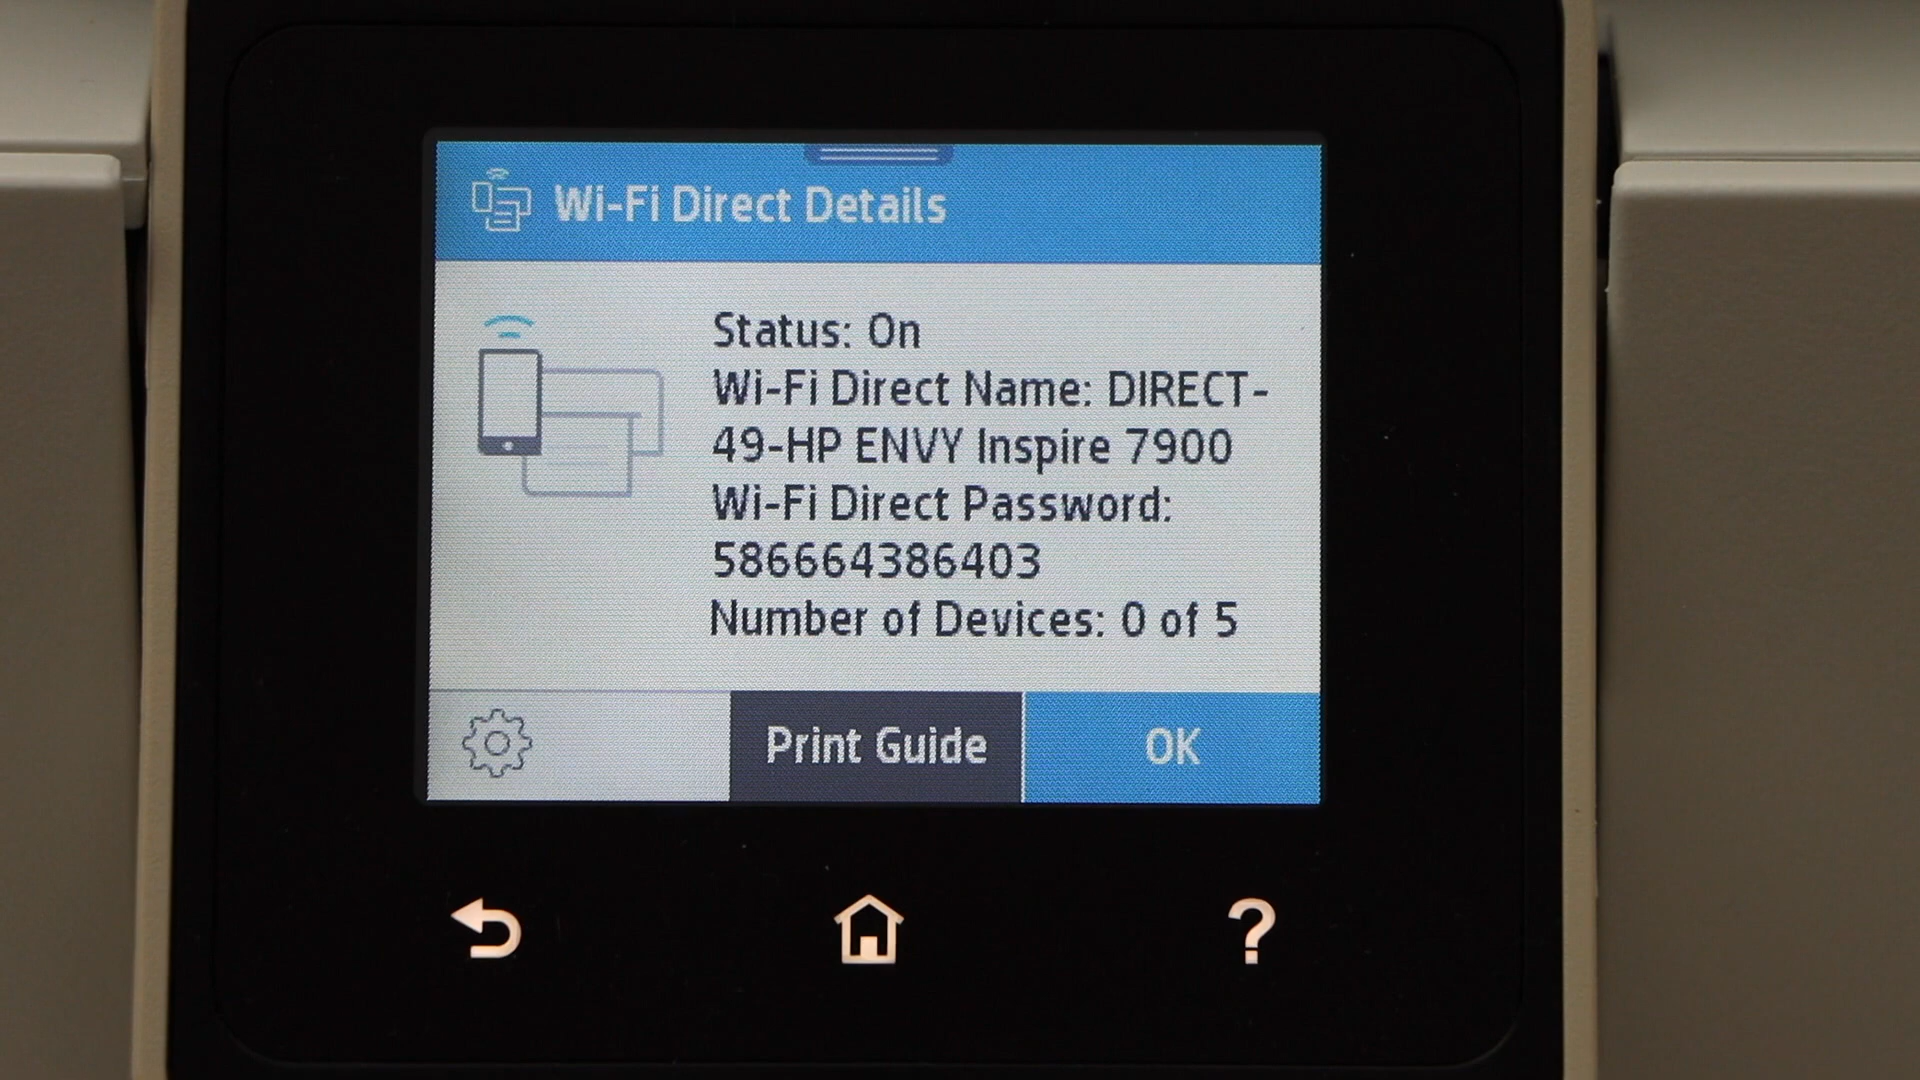 Wi-Fi Direct Details
Status: On
Wi-Fi Direct Name: DIRECT-
49-HP ENVY Inspire 7900
Wi-Fi Direct Password:
586664386403
Number of Devices: 0 of 5
Print Guide
OK
?